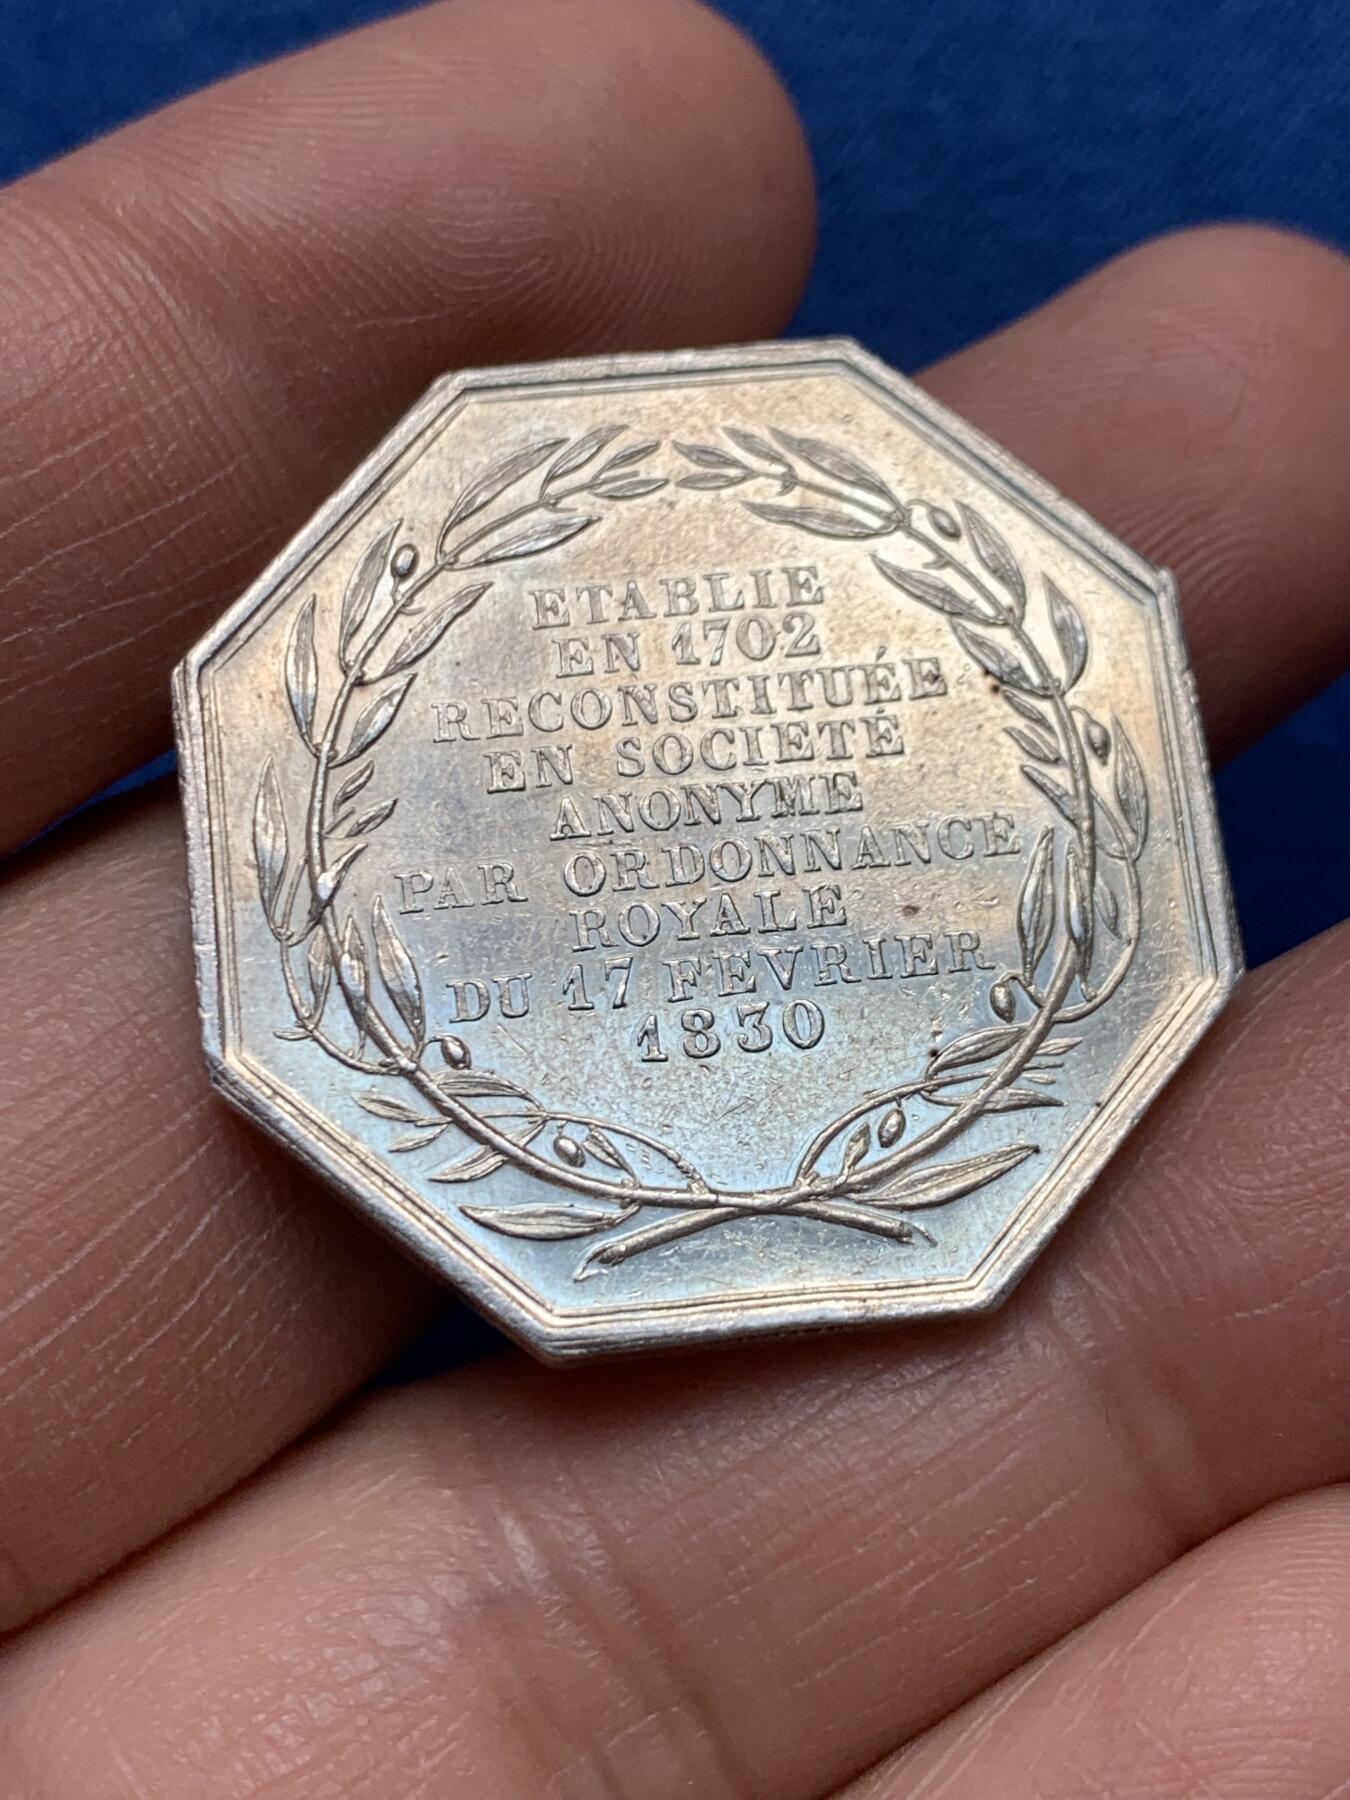 ETABLIE
EN 1702
RECONSTITUÉE
EN SOCIETÉ
ANONYME
PAR ORDONNANCE
ROYALE
DU 17 FEVRIER
1830